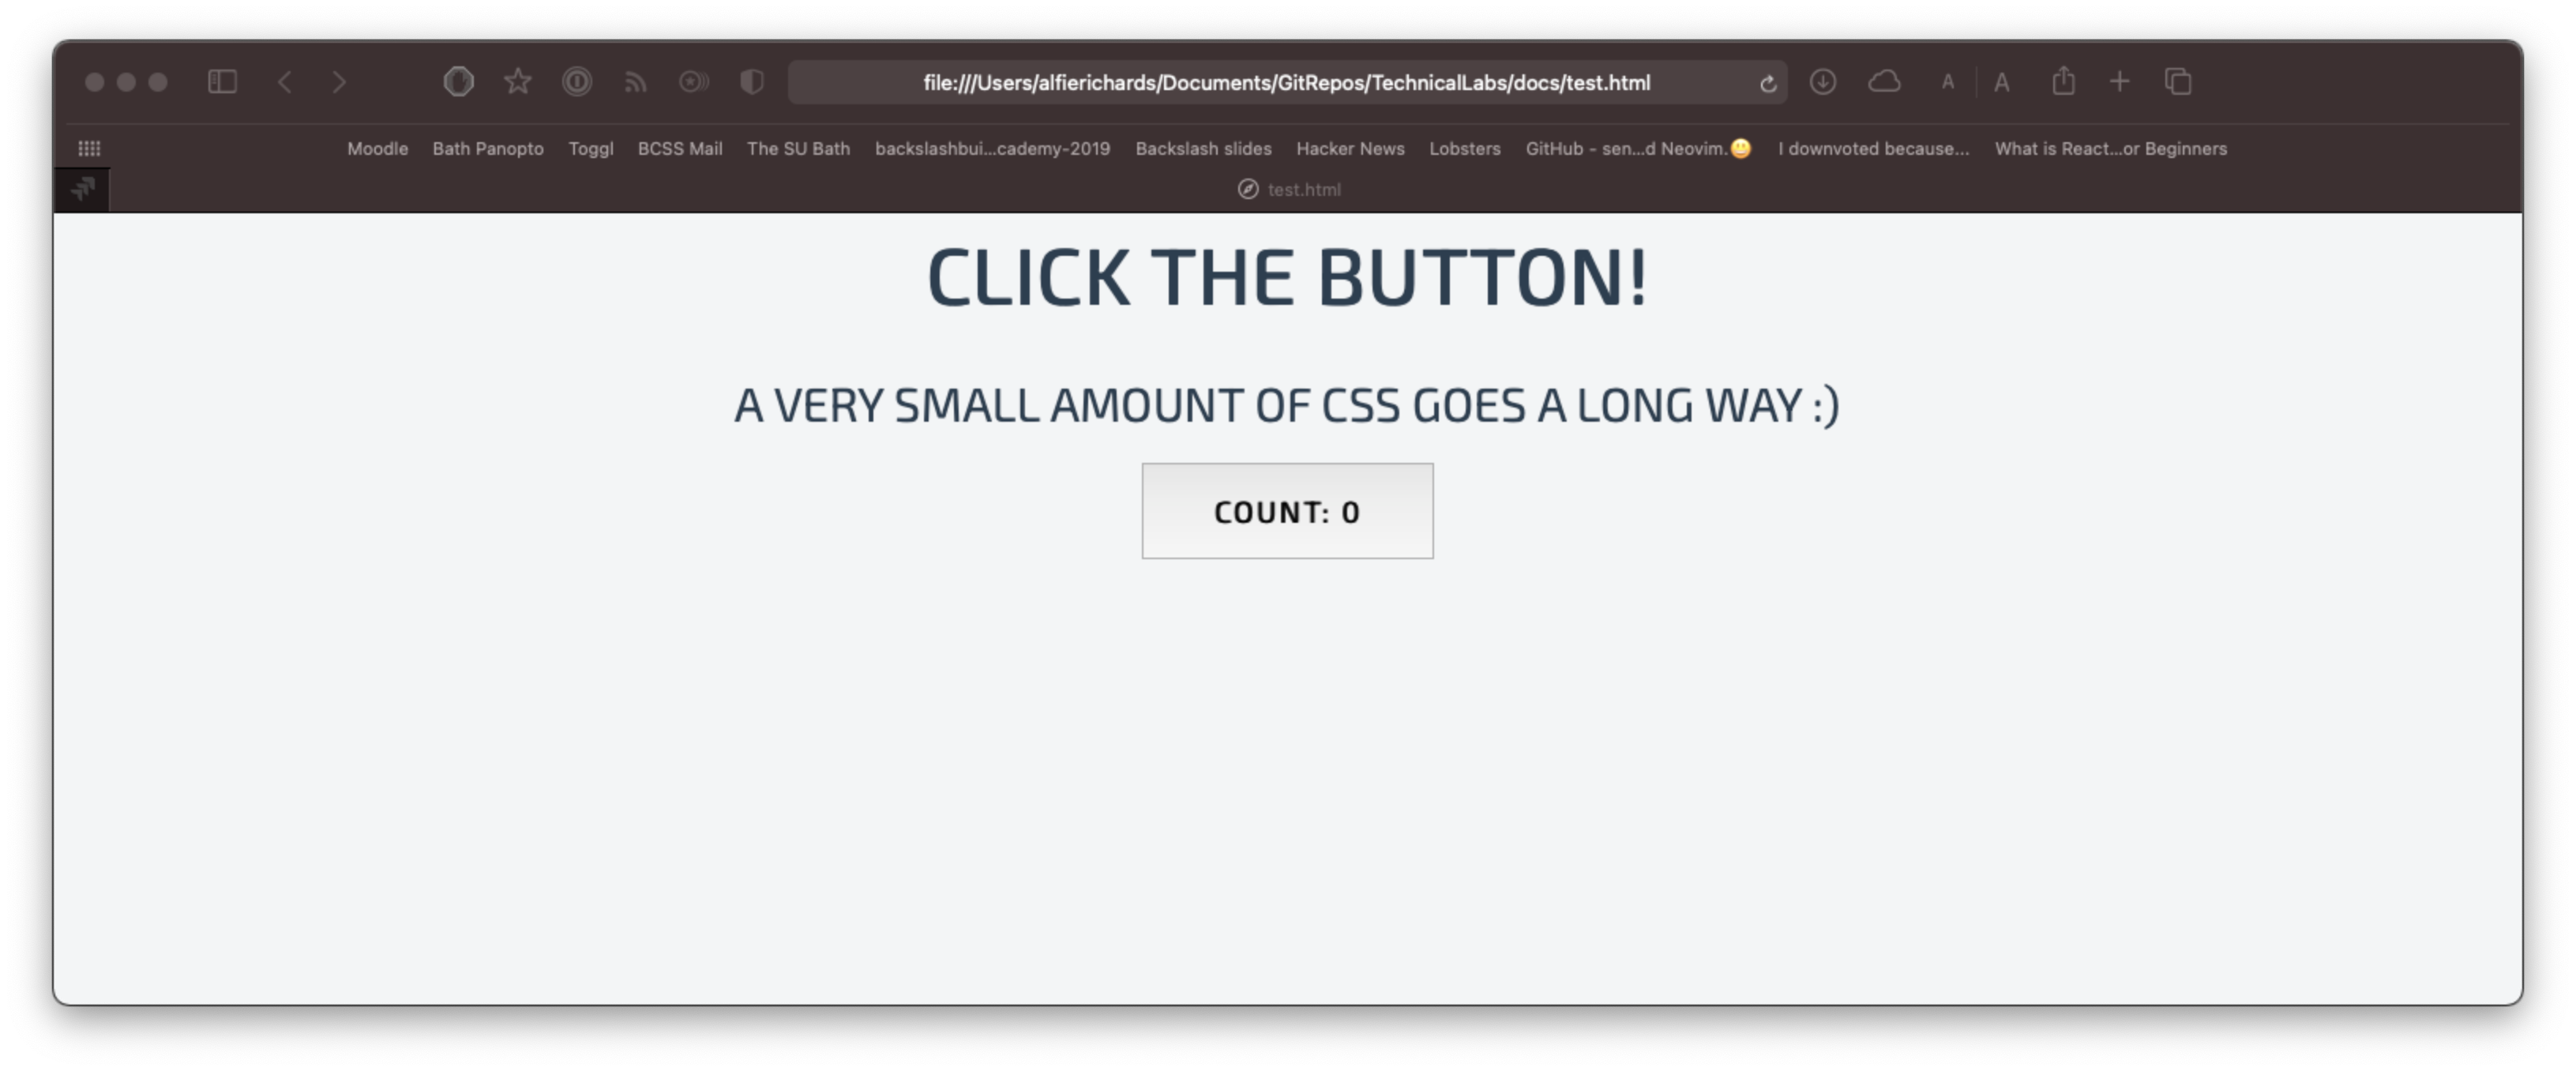 file:///Users/alfierichards/Documents/GitRepos/TechnicalLabs/docs/test.html
A A
Moodle Bath Panopto Toggl BCSS Mail The SU Bath backslashbui...cademy-2019 Backslash slides Hacker News Lobsters GitHub - sen...d Neovim.😀 I downvoted because... What is React...or Beginners
test.html
CLICK THE BUTTON!
A VERY SMALL AMOUNT OF CSS GOES A LONG WAY :)
COUNT: 0